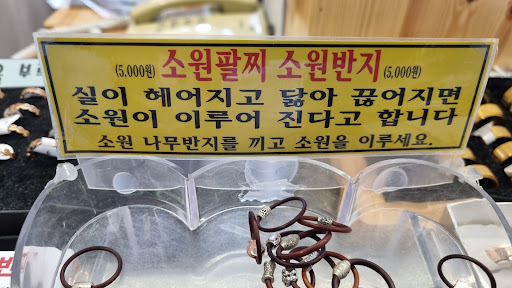 (5,000원) 소원팔찌 소원반지 (5,000원)
실이 헤어지고 닳아 끊어지면
소원이 이루어 진다고 합니다
소원 나무반지를 끼고 소원을 이루세요.